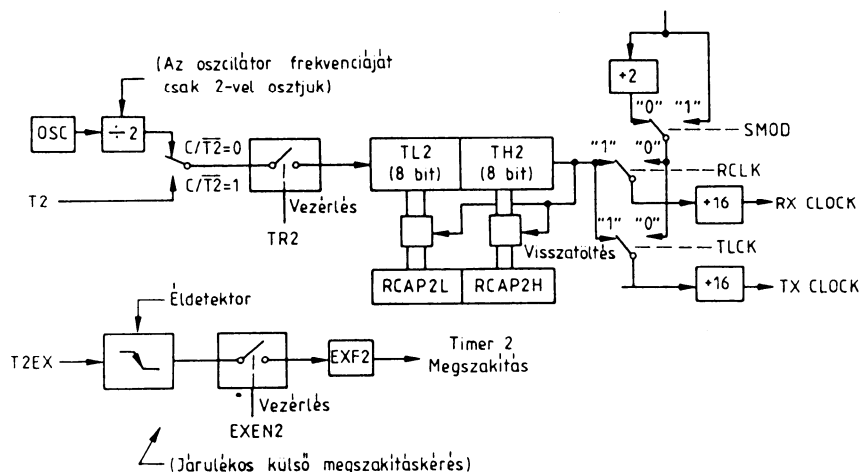 (Az oszcilátor frekvenciáját
csak 2-vel osztjuk)
÷2
"0" "1"
SMOD
OSC
÷2
C/T2=0
C/T2=1
T2
Vezérlés
TR2
TL2
(8 bit)
TH2
(8 bit)
"1" "0"
RCLK
÷16
RX CLOCK
"1" "0"
TLCK
÷16
TX CLOCK
Visszatöltés
RCAP2L
RCAP2H
Éldetektor
T2EX
Vezérlés
EXEN2
EXF2
Timer 2
Megszakítás
(Járulékos külső megszakításkérés)